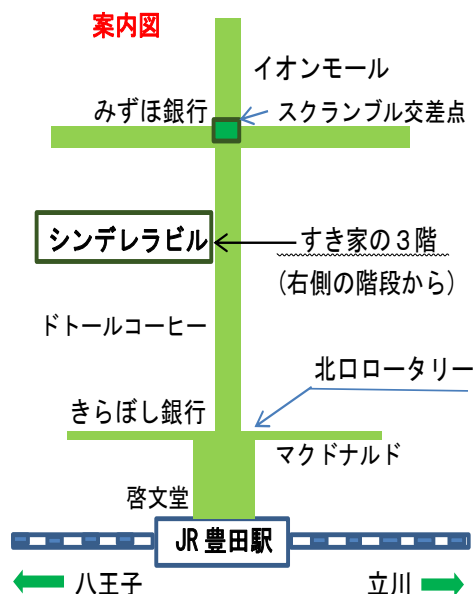 案内図
イオンモール
みずほ銀行
スクランブル交差点
シンデレラビル
すき家の３階
(右側の階段から)
ドトールコーヒー
北口ロータリー
きらぼし銀行
マクドナルド
啓文堂
JR 豊田駅
八王子
立川